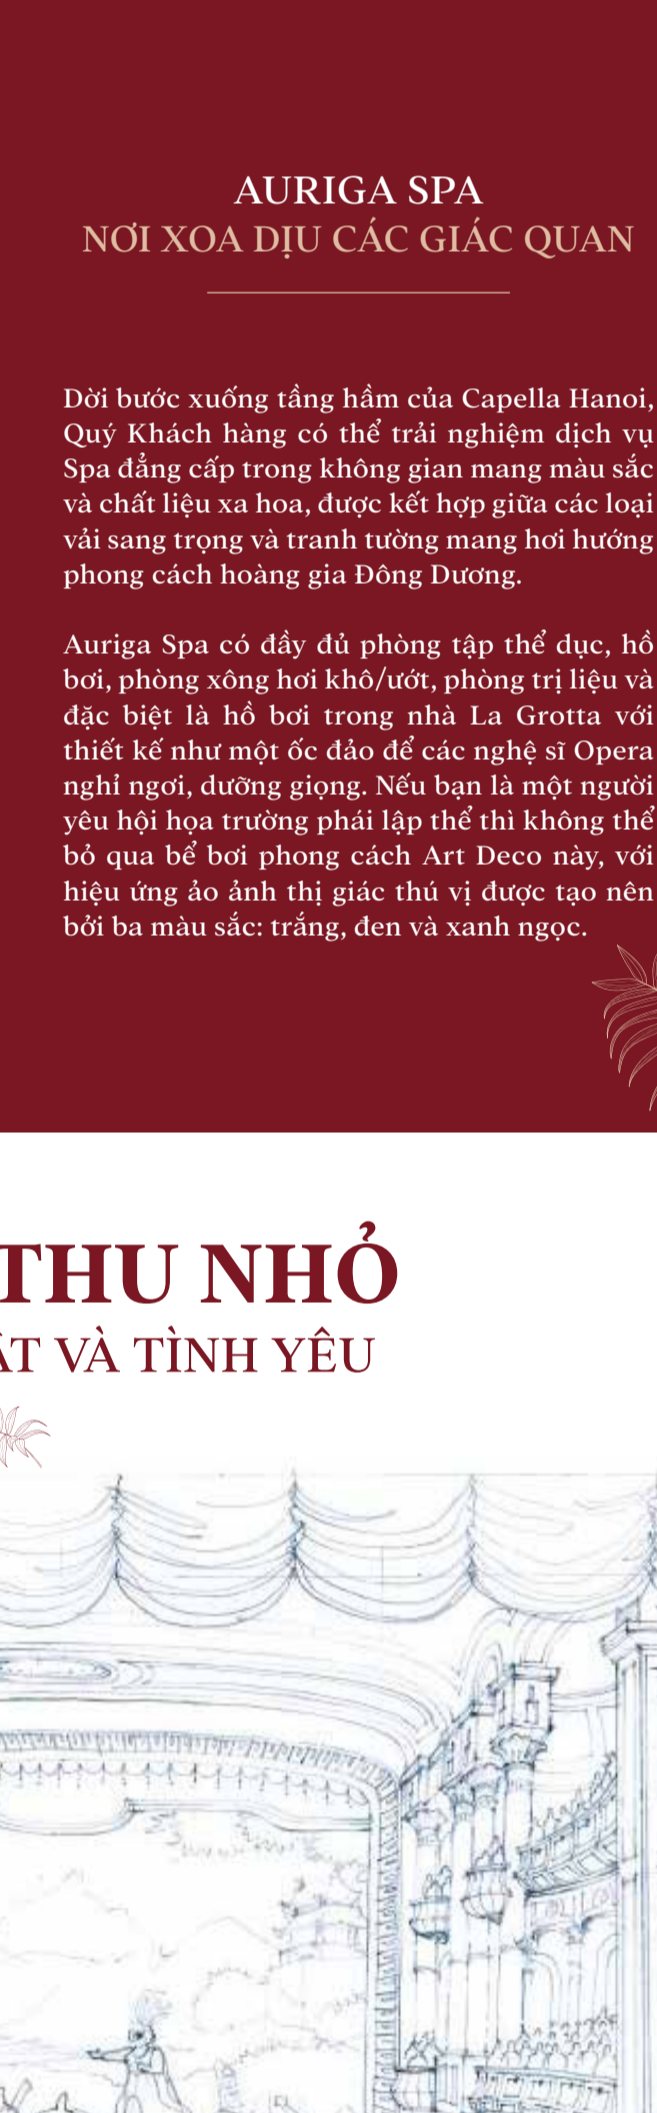 AURIGA SPA
NƠI XOA DỊU CÁC GIÁC QUAN
Dời bước xuống tầng hầm của Capella Hanoi,
Quý Khách hàng có thể trải nghiệm dịch vụ
Spa đẳng cấp trong không gian mang màu sắc
và chất liệu xa hoa, được kết hợp giữa các loại
vải sang trọng và tranh tường mang hơi hướng
phong cách hoàng gia Đông Dương.
Auriga Spa có đầy đủ phòng tập thể dục, hồ
bơi, phòng xông hơi khô/ướt, phòng trị liệu và
đặc biệt là hồ bơi trong nhà La Grotta với
thiết kế như một ốc đảo để các nghệ sĩ Opera
nghỉ ngơi, dưỡng giọng. Nếu bạn là một người
yêu hội họa trường phái lập thể thì không thể
bỏ qua bể bơi phong cách Art Deco này, với
hiệu ứng ảo ảnh thị giác thú vị được tạo nên
bởi ba màu sắc: trắng, đen và xanh ngọc.
THU NHỎ
VÀ TÌNH YÊU